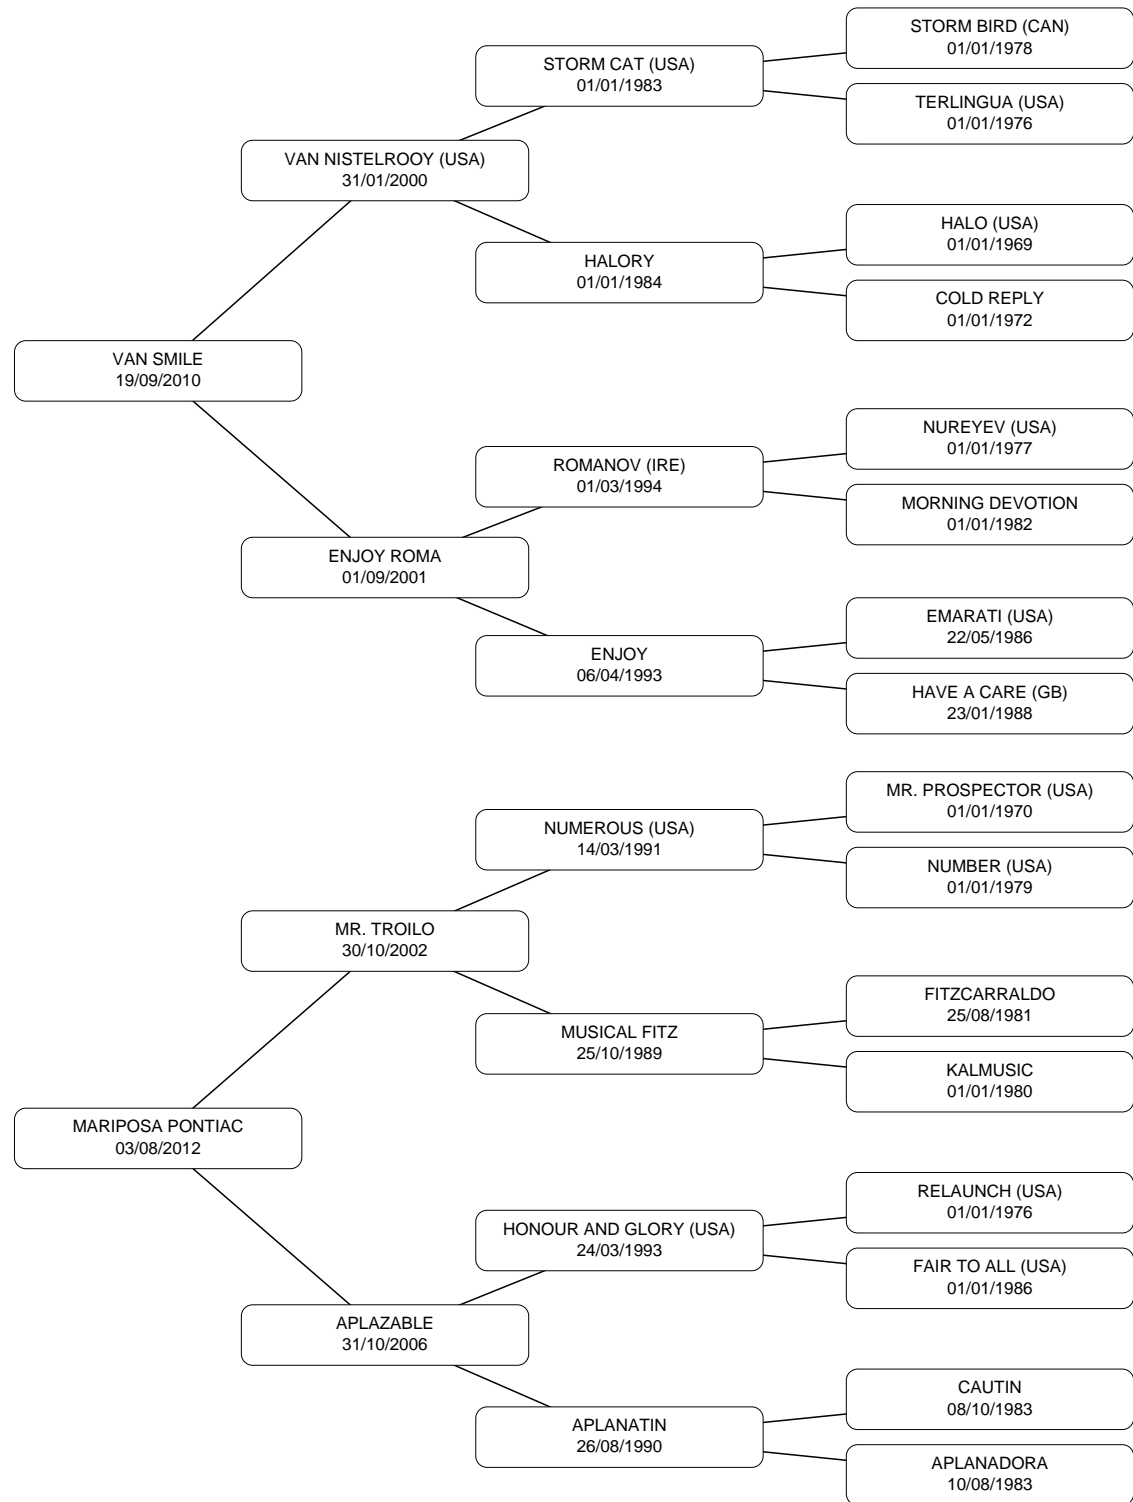 STORM BIRD (CAN)
01/01/1978
STORM CAT (USA)
01/01/1983
TERLINGUA (USA)
01/01/1976
VAN NISTELROOY (USA)
31/01/2000
HALO (USA)
01/01/1969
HALORY
01/01/1984
COLD REPLY
01/01/1972
VAN SMILE
19/09/2010
NUREYEV (USA)
01/01/1977
ROMANOV (IRE)
01/03/1994
MORNING DEVOTION
01/01/1982
ENJOY ROMA
01/09/2001
EMARATI (USA)
22/05/1986
ENJOY
06/04/1993
HAVE A CARE (GB)
23/01/1988
MR. PROSPECTOR (USA)
01/01/1970
NUMEROUS (USA)
14/03/1991
NUMBER (USA)
01/01/1979
MR. TROILO
30/10/2002
FITZCARRALDO
25/08/1981
MUSICAL FITZ
25/10/1989
KALMUSIC
01/01/1980
MARIPOSA PONTIAC
03/08/2012
RELAUNCH (USA)
01/01/1976
HONOUR AND GLORY (USA)
24/03/1993
FAIR TO ALL (USA)
01/01/1986
APLAZABLE
31/10/2006
CAUTIN
08/10/1983
APLANATIN
26/08/1990
APLANADORA
10/08/1983